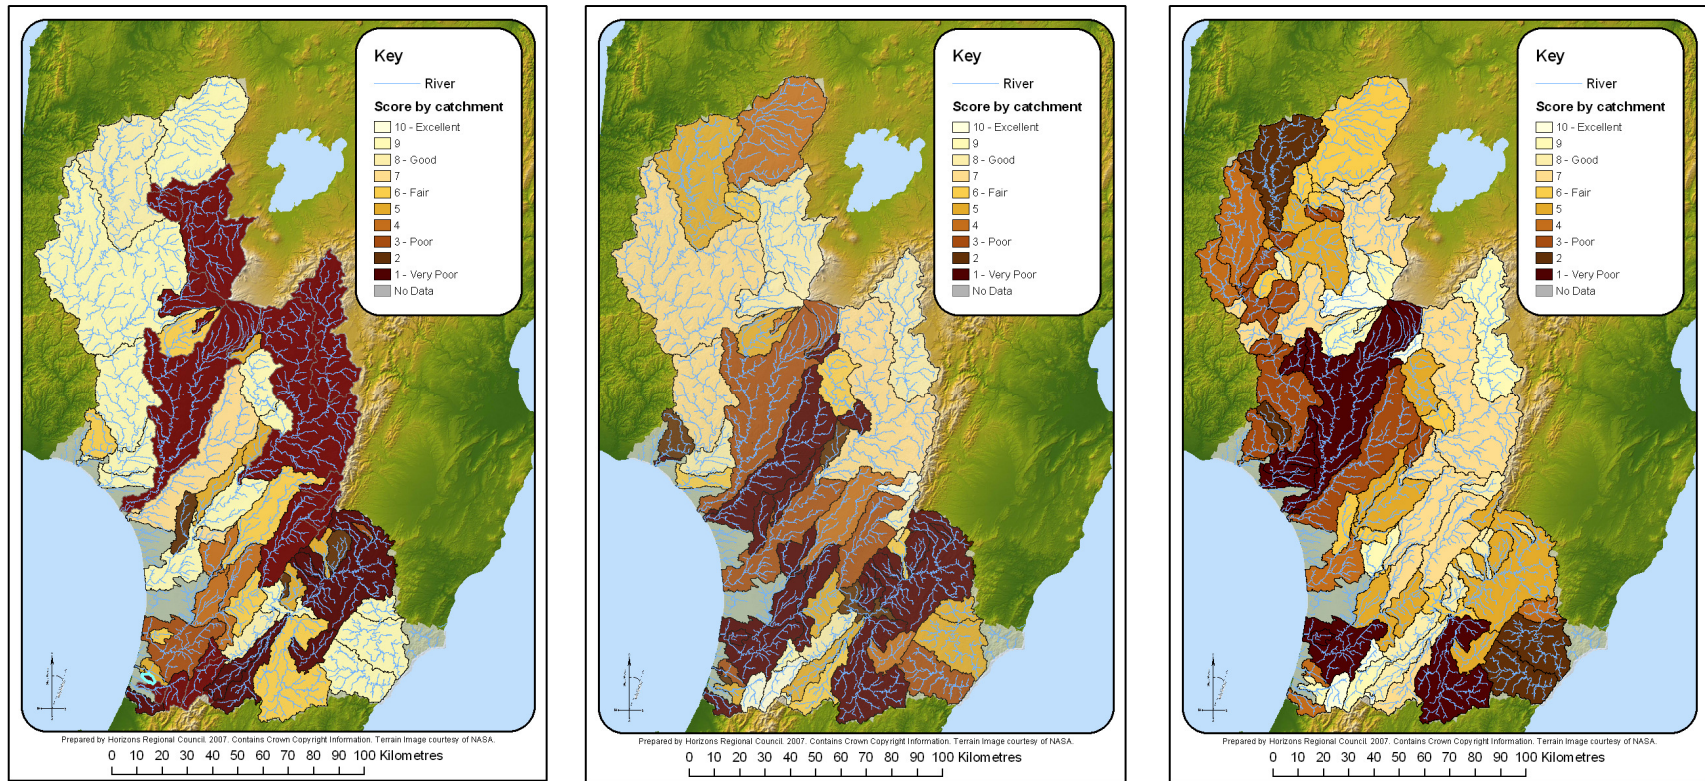 Key
River
Score by catchment
10 - Excellent
9
8 - Good
7
6 - Fair
5
4
3 - Poor
2
1 - Very Poor
No Data
Prepared by Horizons Regional Council. 2007. Contains Crown Copyright Information. Terrain Image courtesy of NASA.
0 10 20 30 40 50 60 70 80 90 100 Kilometres
Key
River
Score by catchment
10 - Excellent
9
8 - Good
7
6 - Fair
5
4
3 - Poor
2
1 - Very Poor
No Data
Prepared by Horizons Regional Council. 2007. Contains Crown Copyright Information. Terrain Image courtesy of NASA.
0 10 20 30 40 50 60 70 80 90 100 Kilometres
Key
River
Score by catchment
10 - Excellent
9
8 - Good
7
6 - Fair
5
4
3 - Poor
2
1 - Very Poor
No Data
Prepared by Horizons Regional Council. 2007. Contains Crown Copyright Information. Terrain Image courtesy of NASA.
0 10 20 30 40 50 60 70 80 90 100 Kilometres